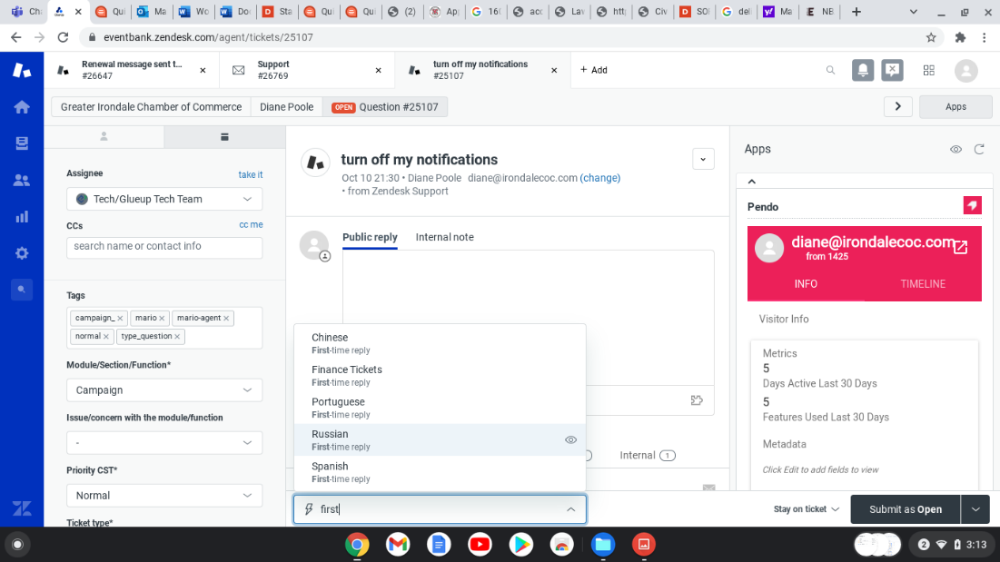 Cha
Qui
Ma
Wo
Doc
Sta
Qui
Qui
(2)
Ap
160
acc
Lav
http
Civ
SOI
deli
Ma
NB
eventbank.zendesk.com/agent/tickets/25107
Renewal message sent t...
#26647
Support
#26769
turn off my notifications
#25107
+ Add
Greater Irondale Chamber of Commerce
Diane Poole
OPEN Question #25107
Apps
Assignee
take it
Tech/Glueup Tech Team
CCs
cc me
search name or contact info
Tags
campaign_
mario
mario-agent
normal
type_question
Module/Section/Function*
Campaign
Issue/concern with the module/function
-
Priority CST*
Normal
Ticket type*
turn off my notifications
Oct 10 21:30 • Diane Poole diane@irondalecoc.com (change)
• from Zendesk Support
Public reply
Internal note
Chinese
First-time reply
Finance Tickets
First-time reply
Portuguese
First-time reply
Russian
First-time reply
Spanish
First-time reply
Internal 1
first
Apps
Pendo
diane@irondalecoc.com
from 1425
INFO
TIMELINE
Visitor Info
Metrics
5
Days Active Last 30 Days
5
Features Used Last 30 Days
Metadata
Click Edit to add fields to view
Stay on ticket
Submit as Open
2
3:13